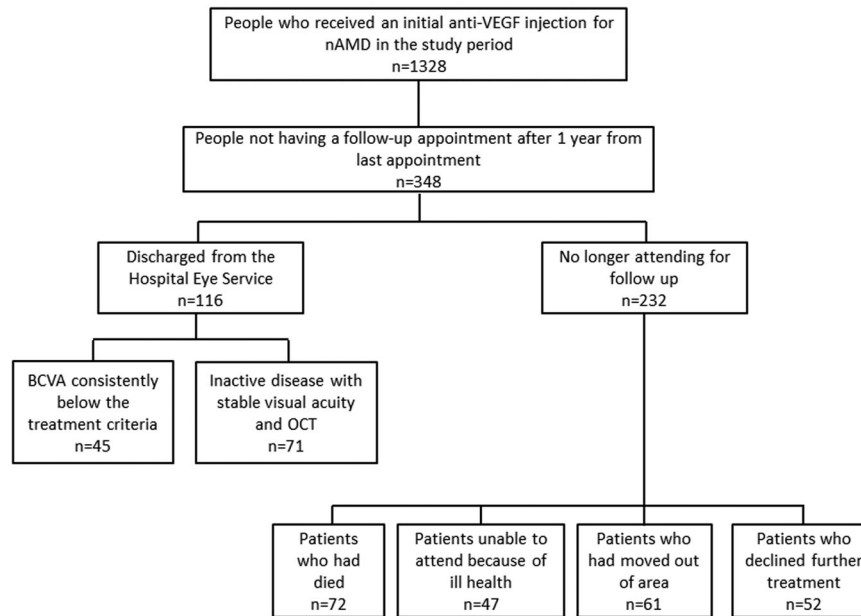 People who received an initial anti-VEGF injection for
nAMD in the study period
n=1328
People not having a follow-up appointment after 1 year from
last appointment
n=348
Discharged from the
Hospital Eye Service
n=116
No longer attending for
follow up
n=232
BCVA consistently
below the
treatment criteria
n=45
Inactive disease with
stable visual acuity
and OCT
n=71
Patients
who had
died
n=72
Patients unable to
attend because of
ill health
n=47
Patients who
had moved out
of area
n=61
Patients who
declined further
treatment
n=52